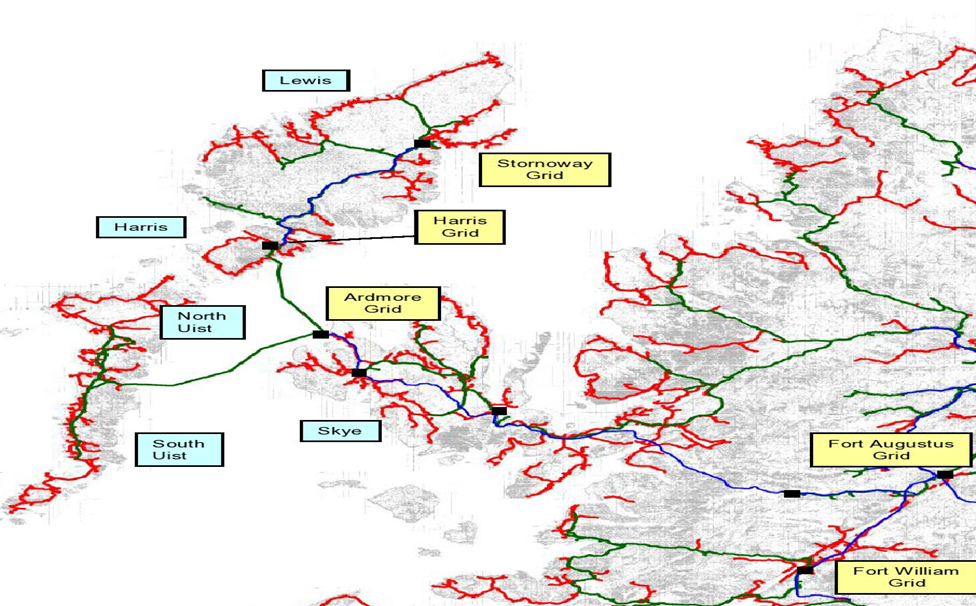 Lewis
Stornoway
Grid
Harris
Harris
Grid
Ardmore
Grid
North
Uist
Skye
South
Uist
Fort Augustus
Grid
Fort William
Grid